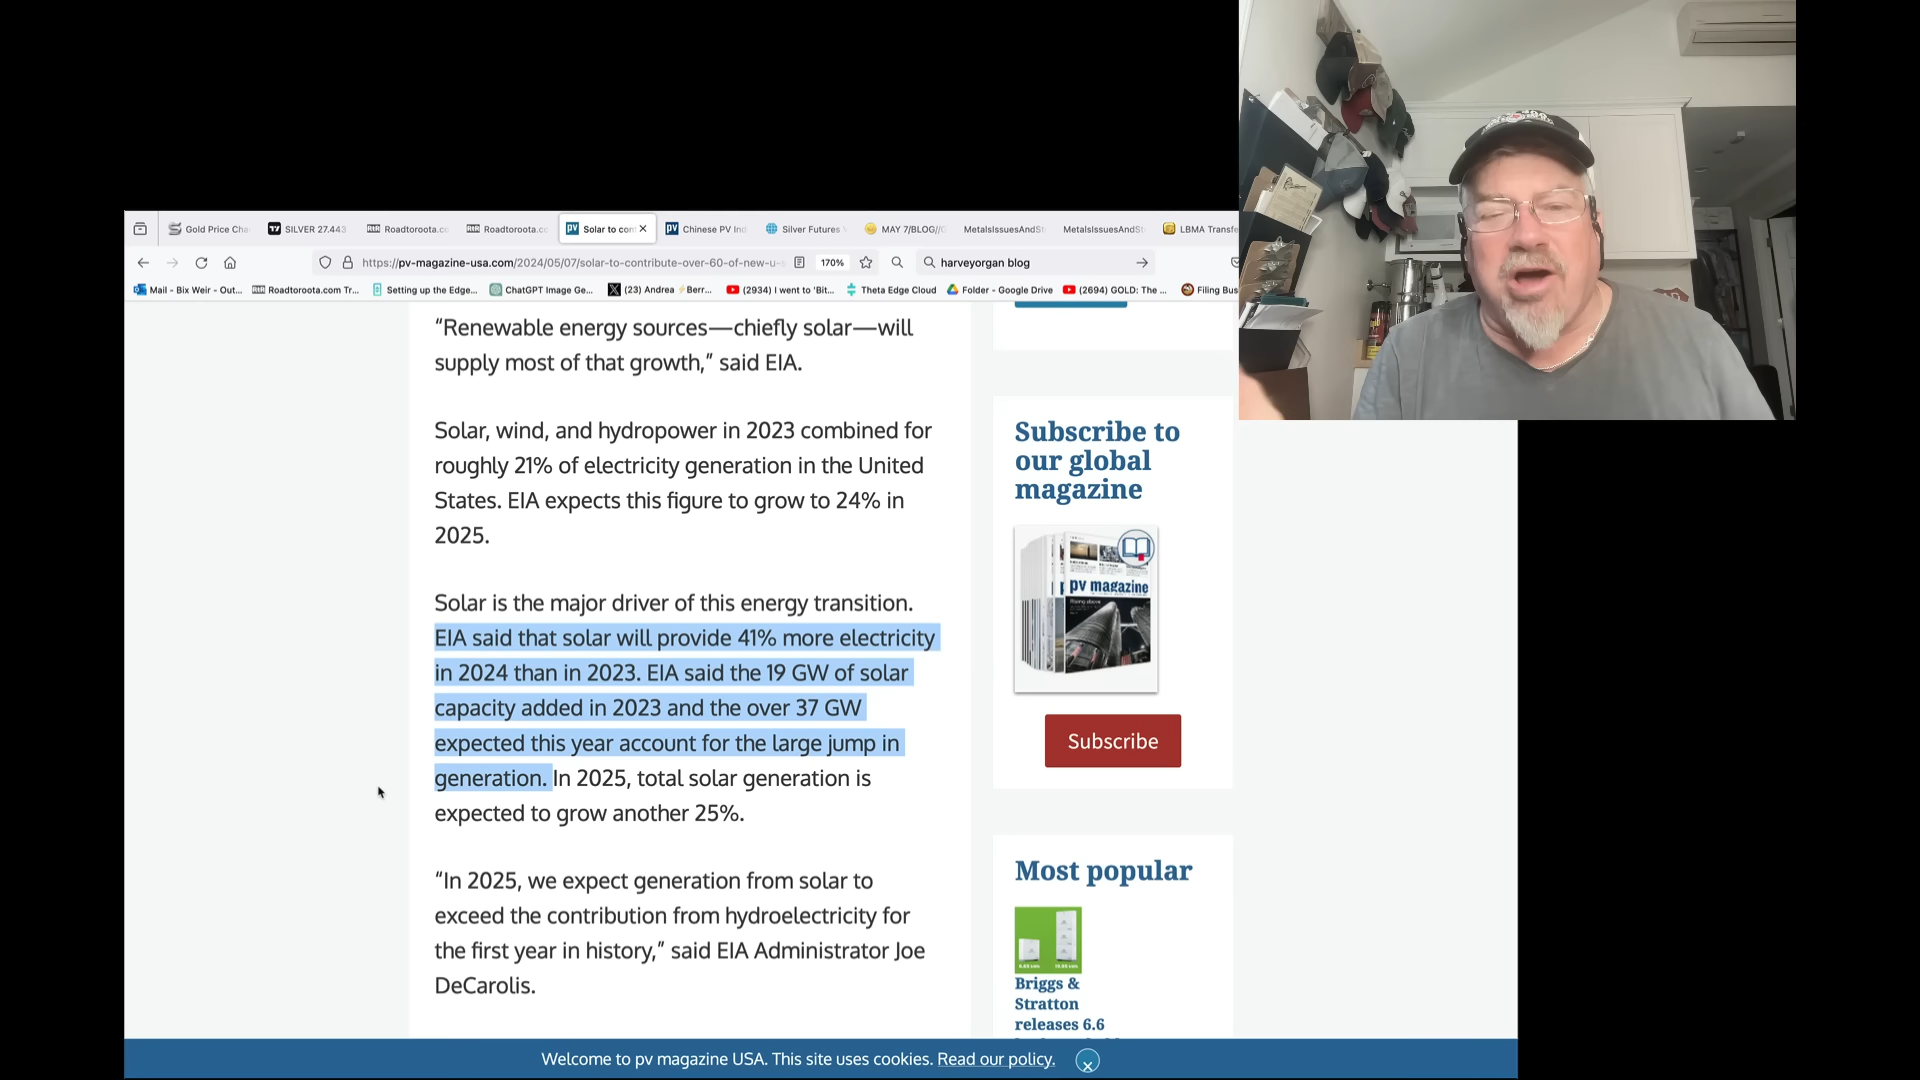 Gold Price Cha
SILVER 27.443
Roadtoroota.c
Roadtoroota.c
pv Solar to con
pv Chinese PV Ind
Silver Futures
MAY 7/BLOG//
MetalsIssuesAndS
MetalsIssuesAndS
LBMA Transfe
https://pv-magazine-usa.com/2024/05/07/solar-to-contribute-over-60-of-new-u-s
170%
harveyorgan blog
Mail - Bix Weir - Out...
Roadtoroota.com Tr...
Setting up the Edge...
ChatGPT Image Ge...
(23) Andrea ⚡Berr...
(2934) I went to 'Bit...
Theta Edge Cloud
Folder - Google Drive
(2694) GOLD: The ...
Filing Bus
“Renewable energy sources—chiefly solar—will
supply most of that growth,” said EIA.
Solar, wind, and hydropower in 2023 combined for
roughly 21% of electricity generation in the United
States. EIA expects this figure to grow to 24% in
2025.
Solar is the major driver of this energy transition.
EIA said that solar will provide 41% more electricity
in 2024 than in 2023. EIA said the 19 GW of solar
capacity added in 2023 and the over 37 GW
expected this year account for the large jump in
generation. In 2025, total solar generation is
expected to grow another 25%.
“In 2025, we expect generation from solar to
exceed the contribution from hydroelectricity for
the first year in history,” said EIA Administrator Joe
DeCarolis.
Subscribe to
our global
magazine
pv magazine
Subscribe
Most popular
Briggs &
Stratton
releases 6.6
Welcome to pv magazine USA. This site uses cookies. Read our policy.